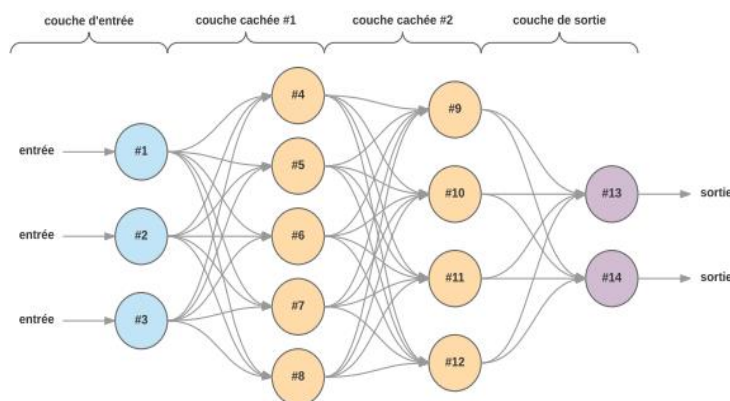 couche d'entrée
couche cachée #1
couche cachée #2
couche de sortie
entrée
entrée
entrée
#1
#2
#3
#4
#5
#6
#7
#8
#9
#10
#11
#12
#13
#14
sortie
sortie